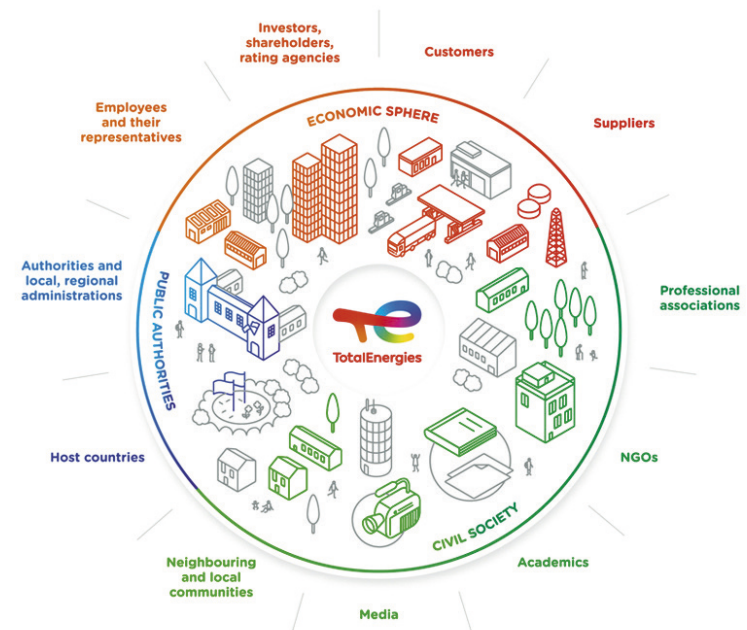 Investors,
shareholders,
rating agencies
Customers
Employees
and their
representatives
Suppliers
ECONOMIC SPHERE
Authorities and
local, regional
administrations
PUBLIC AUTHORITIES
Professional
associations
TotalEnergies
Host countries
NGOs
CIVIL SOCIETY
Neighbouring
and local
communities
Academics
Media